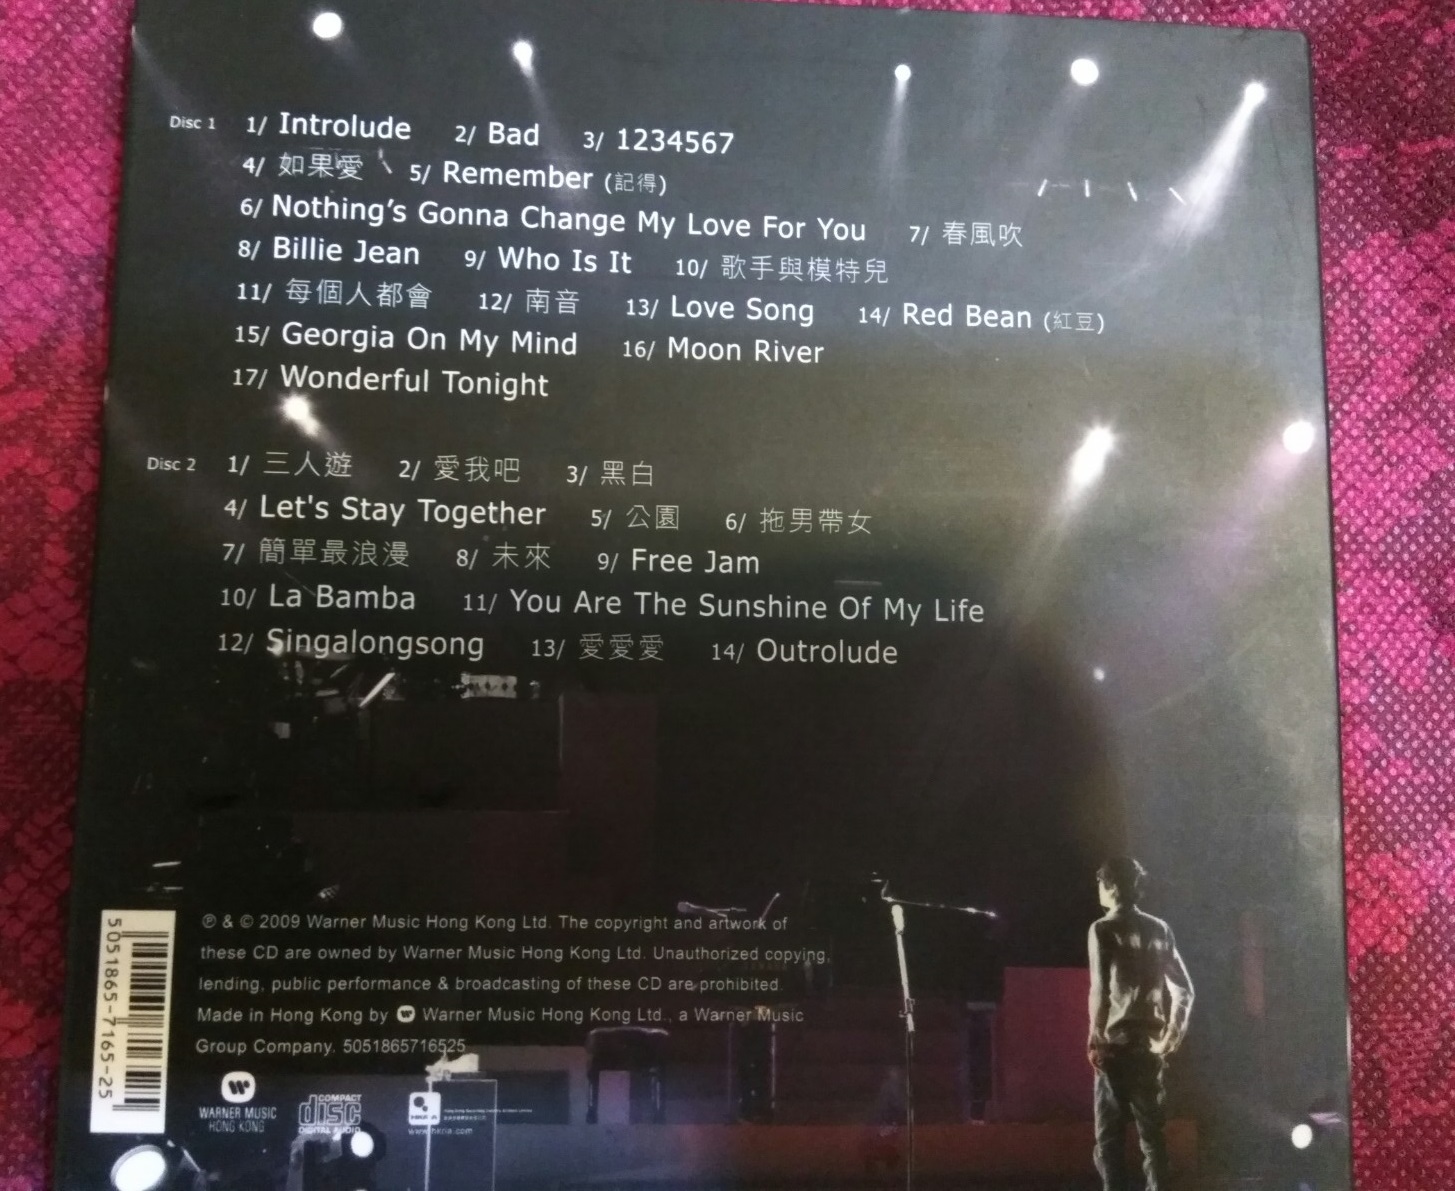 Disc 1 1/ Introlude 2/ Bad 3/ 1234567
4/ 如果愛 5/ Remember (記得)
6/ Nothing's Gonna Change My Love For You 7/ 春風吹
8/ Billie Jean 9/ Who Is It 10/ 歌手與模特兒
11/ 每個人都會 12/ 南音 13/ Love Song 14/ Red Bean (紅豆)
15/ Georgia On My Mind 16/ Moon River
17/ Wonderful Tonight
Disc 2 1/ 三人遊 2/ 愛我吧 3/ 黑白
4/ Let's Stay Together 5/ 公園 6/ 拖男帶女
7/ 簡單最浪漫 8/ 未來 9/ Free Jam
10/ La Bamba 11/ You Are The Sunshine Of My Life
12/ Singalongsong 13/ 愛愛愛 14/ Outrolude
℗ & © 2009 Warner Music Hong Kong Ltd. The copyright and artwork of
these CD are owned by Warner Music Hong Kong Ltd. Unauthorized copying,
lending, public performance & broadcasting of these CD are prohibited.
Made in Hong Kong by Warner Music Hong Kong Ltd., a Warner Music
Group Company. 5051865716525
5051865-7165-25
WARNER MUSIC
HONG KONG
COMPACT
disc
DIGITAL AUDIO